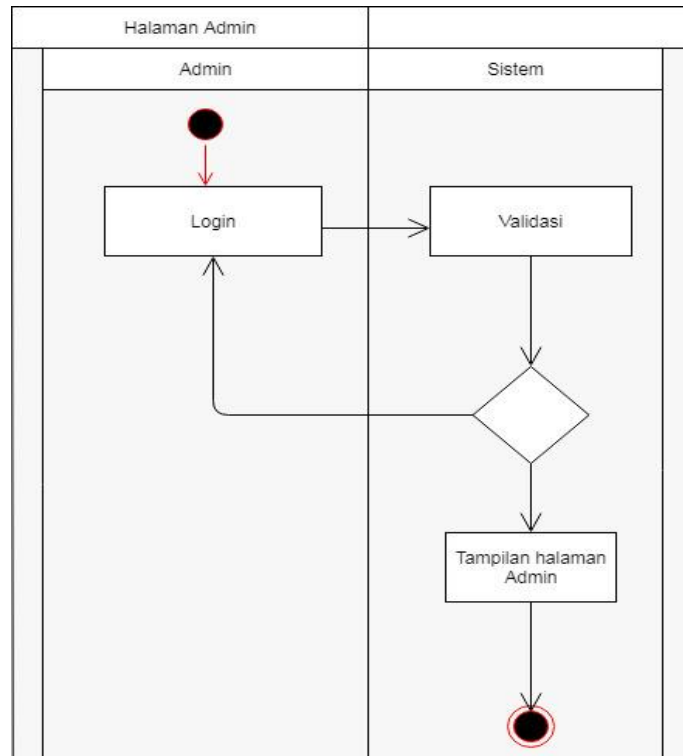 Halaman Admin
Admin
Sistem
Login
Validasi
Tampilan halaman
Admin